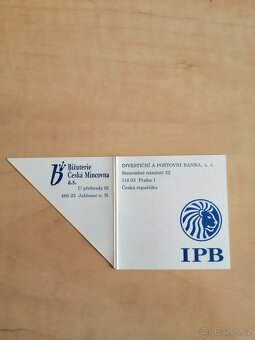 Bižuterie
Česká Mincovna
a.s.
U přehrady 61
466 23 Jablonec n. N.
INVESTIČNÍ A POŠTOVNÍ BANKA, a. s.
Senovážné náměstí 32
114 03 Praha 1
Česká republika
IPB